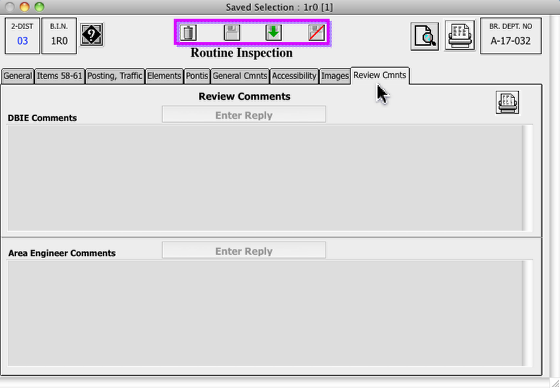 Saved Selection : 1r0 [1]
2-DIST
03
B.I.N.
1R0
Routine Inspection
BR. DEPT. NO
A-17-032
General Items 58-61 Posting, Traffic Elements Pontis General Cmnts Accessibility Images Review Cmnts
Review Comments
DBIE Comments
Enter Reply
Area Engineer Comments
Enter Reply